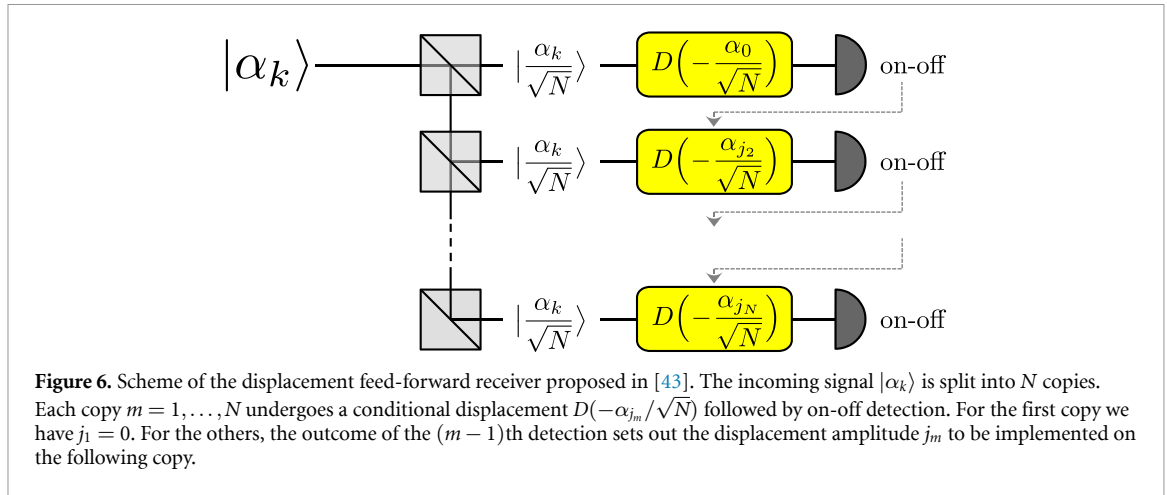 |α_k⟩ |α_k/√N⟩ D(−α_0/√N) on-off
|α_k/√N⟩ D(−α_{j_2}/√N) on-off
|α_k/√N⟩ D(−α_{j_N}/√N) on-off
Figure 6. Scheme of the displacement feed-forward receiver proposed in [43]. The incoming signal |α_k⟩ is split into N copies.
Each copy m = 1, . . . , N undergoes a conditional displacement D(−α_{j_m}/√N) followed by on-off detection. For the first copy we
have j_1 = 0. For the others, the outcome of the (m − 1)th detection sets out the displacement amplitude j_m to be implemented on
the following copy.